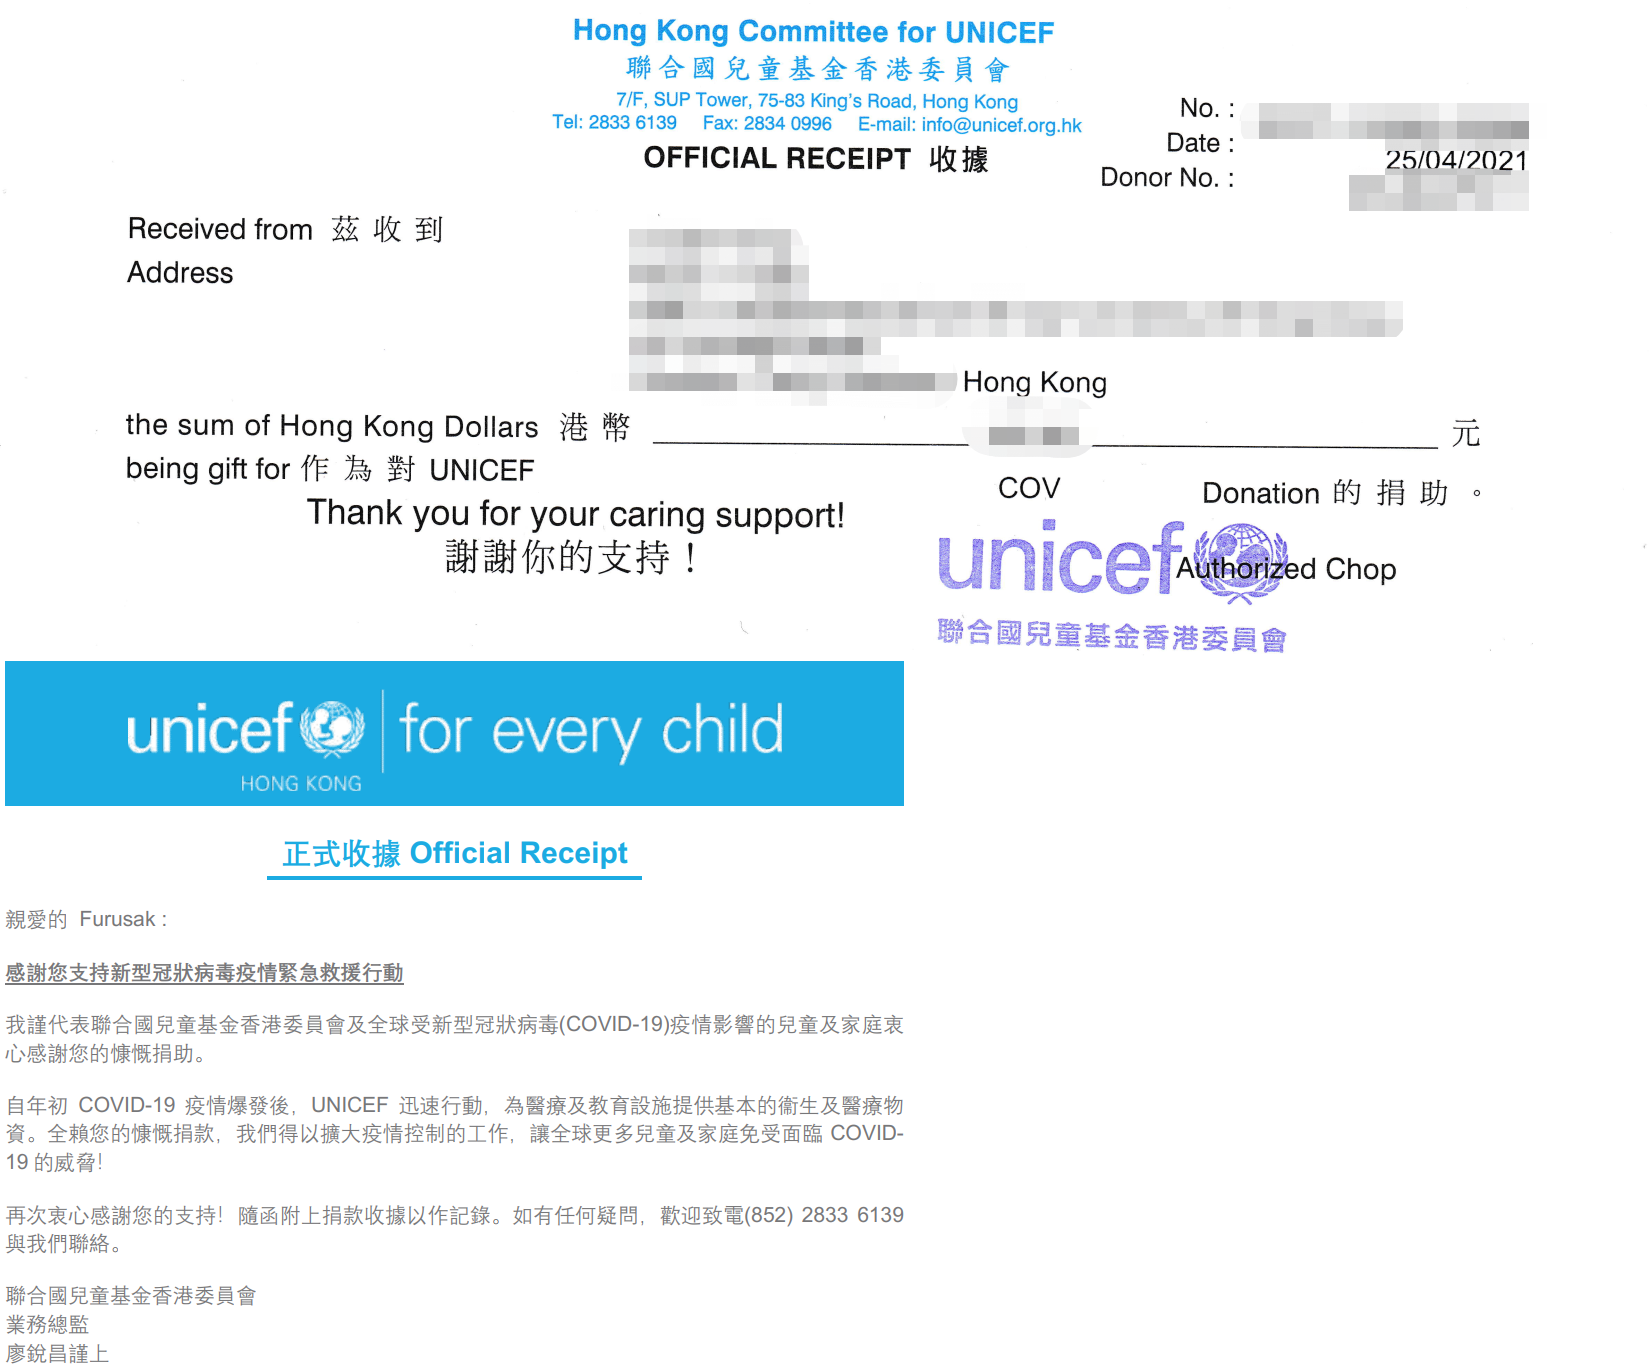 Hong Kong Committee for UNICEF
聯合國兒童基金香港委員會
7/F, SUP Tower, 75-83 King's Road, Hong Kong
Tel: 2833 6139 Fax: 2834 0996 E-mail: info@unicef.org.hk
OFFICIAL RECEIPT 收據
No. :
Date : 25/04/2021
Donor No. :
Received from 茲收到
Address
Hong Kong
the sum of Hong Kong Dollars 港幣 元
being gift for 作為對 UNICEF COV Donation 的捐助。
Thank you for your caring support!
謝謝你的支持！
unicef
Authorized Chop
聯合國兒童基金香港委員會
unicef for every child
HONG KONG
正式收據 Official Receipt
親愛的 Furusak :
感謝您支持新型冠狀病毒疫情緊急救援行動
我謹代表聯合國兒童基金香港委員會及全球受新型冠狀病毒(COVID-19)疫情影響的兒童及家庭衷
心感謝您的慷慨捐助。
自年初 COVID-19 疫情爆發後，UNICEF 迅速行動，為醫療及教育設施提供基本的衞生及醫療物
資。全賴您的慷慨捐款，我們得以擴大疫情控制的工作，讓全球更多兒童及家庭免受面臨 COVID-
19 的威脅！
再次衷心感謝您的支持！隨函附上捐款收據以作記錄。如有任何疑問，歡迎致電(852) 2833 6139
與我們聯絡。
聯合國兒童基金香港委員會
業務總監
廖銳昌謹上